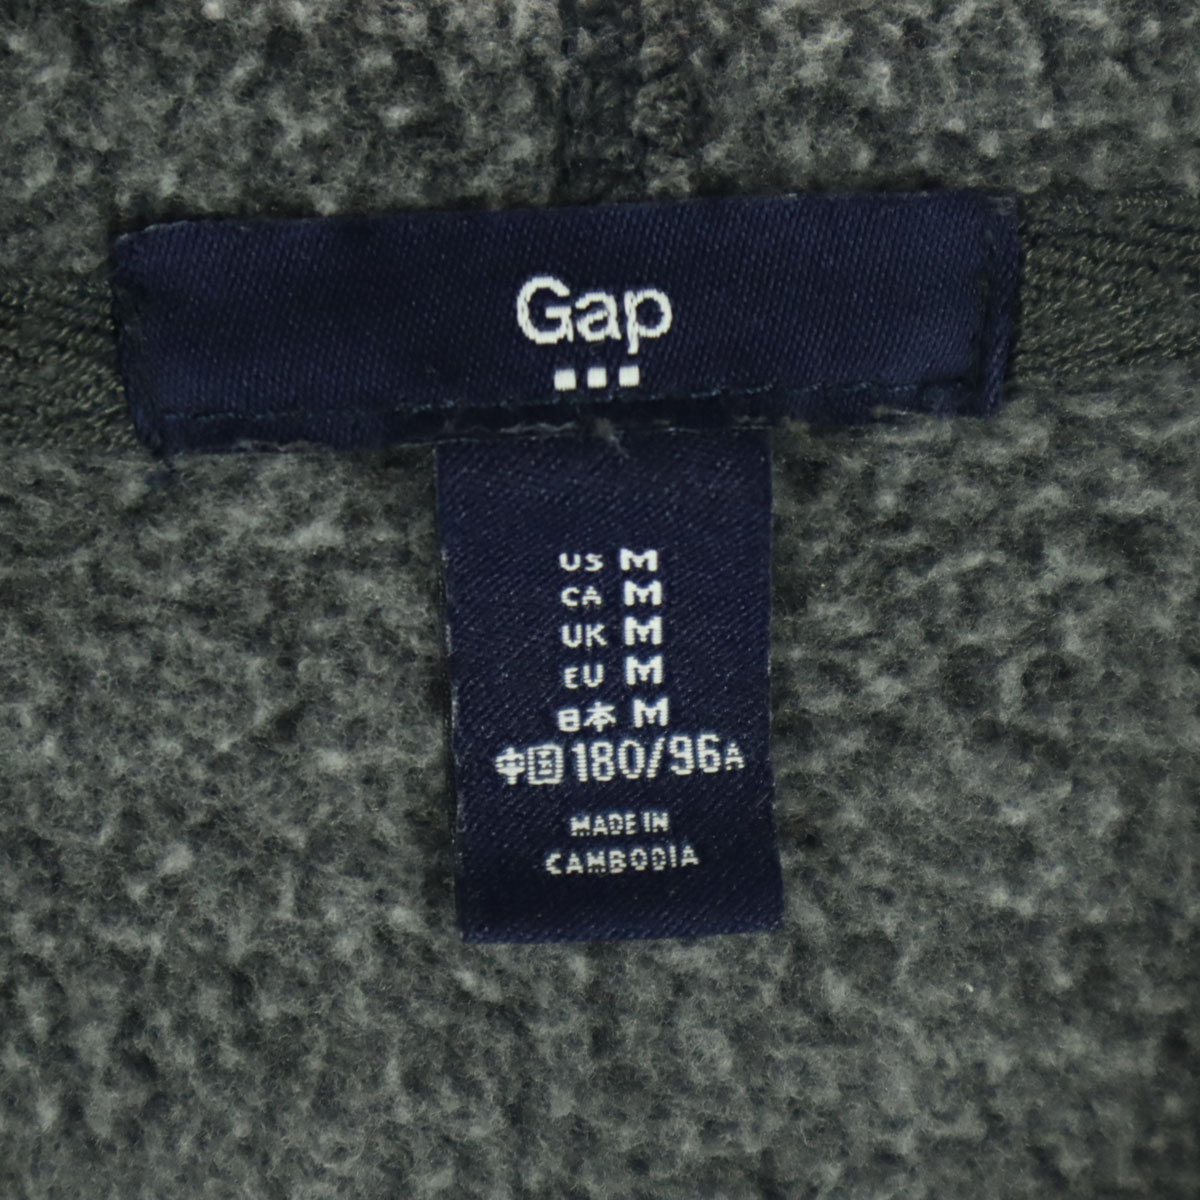 Gap
US M
CA M
UK M
EU M
日本 M
中国 180/96A
MADE IN
CAMBODIA